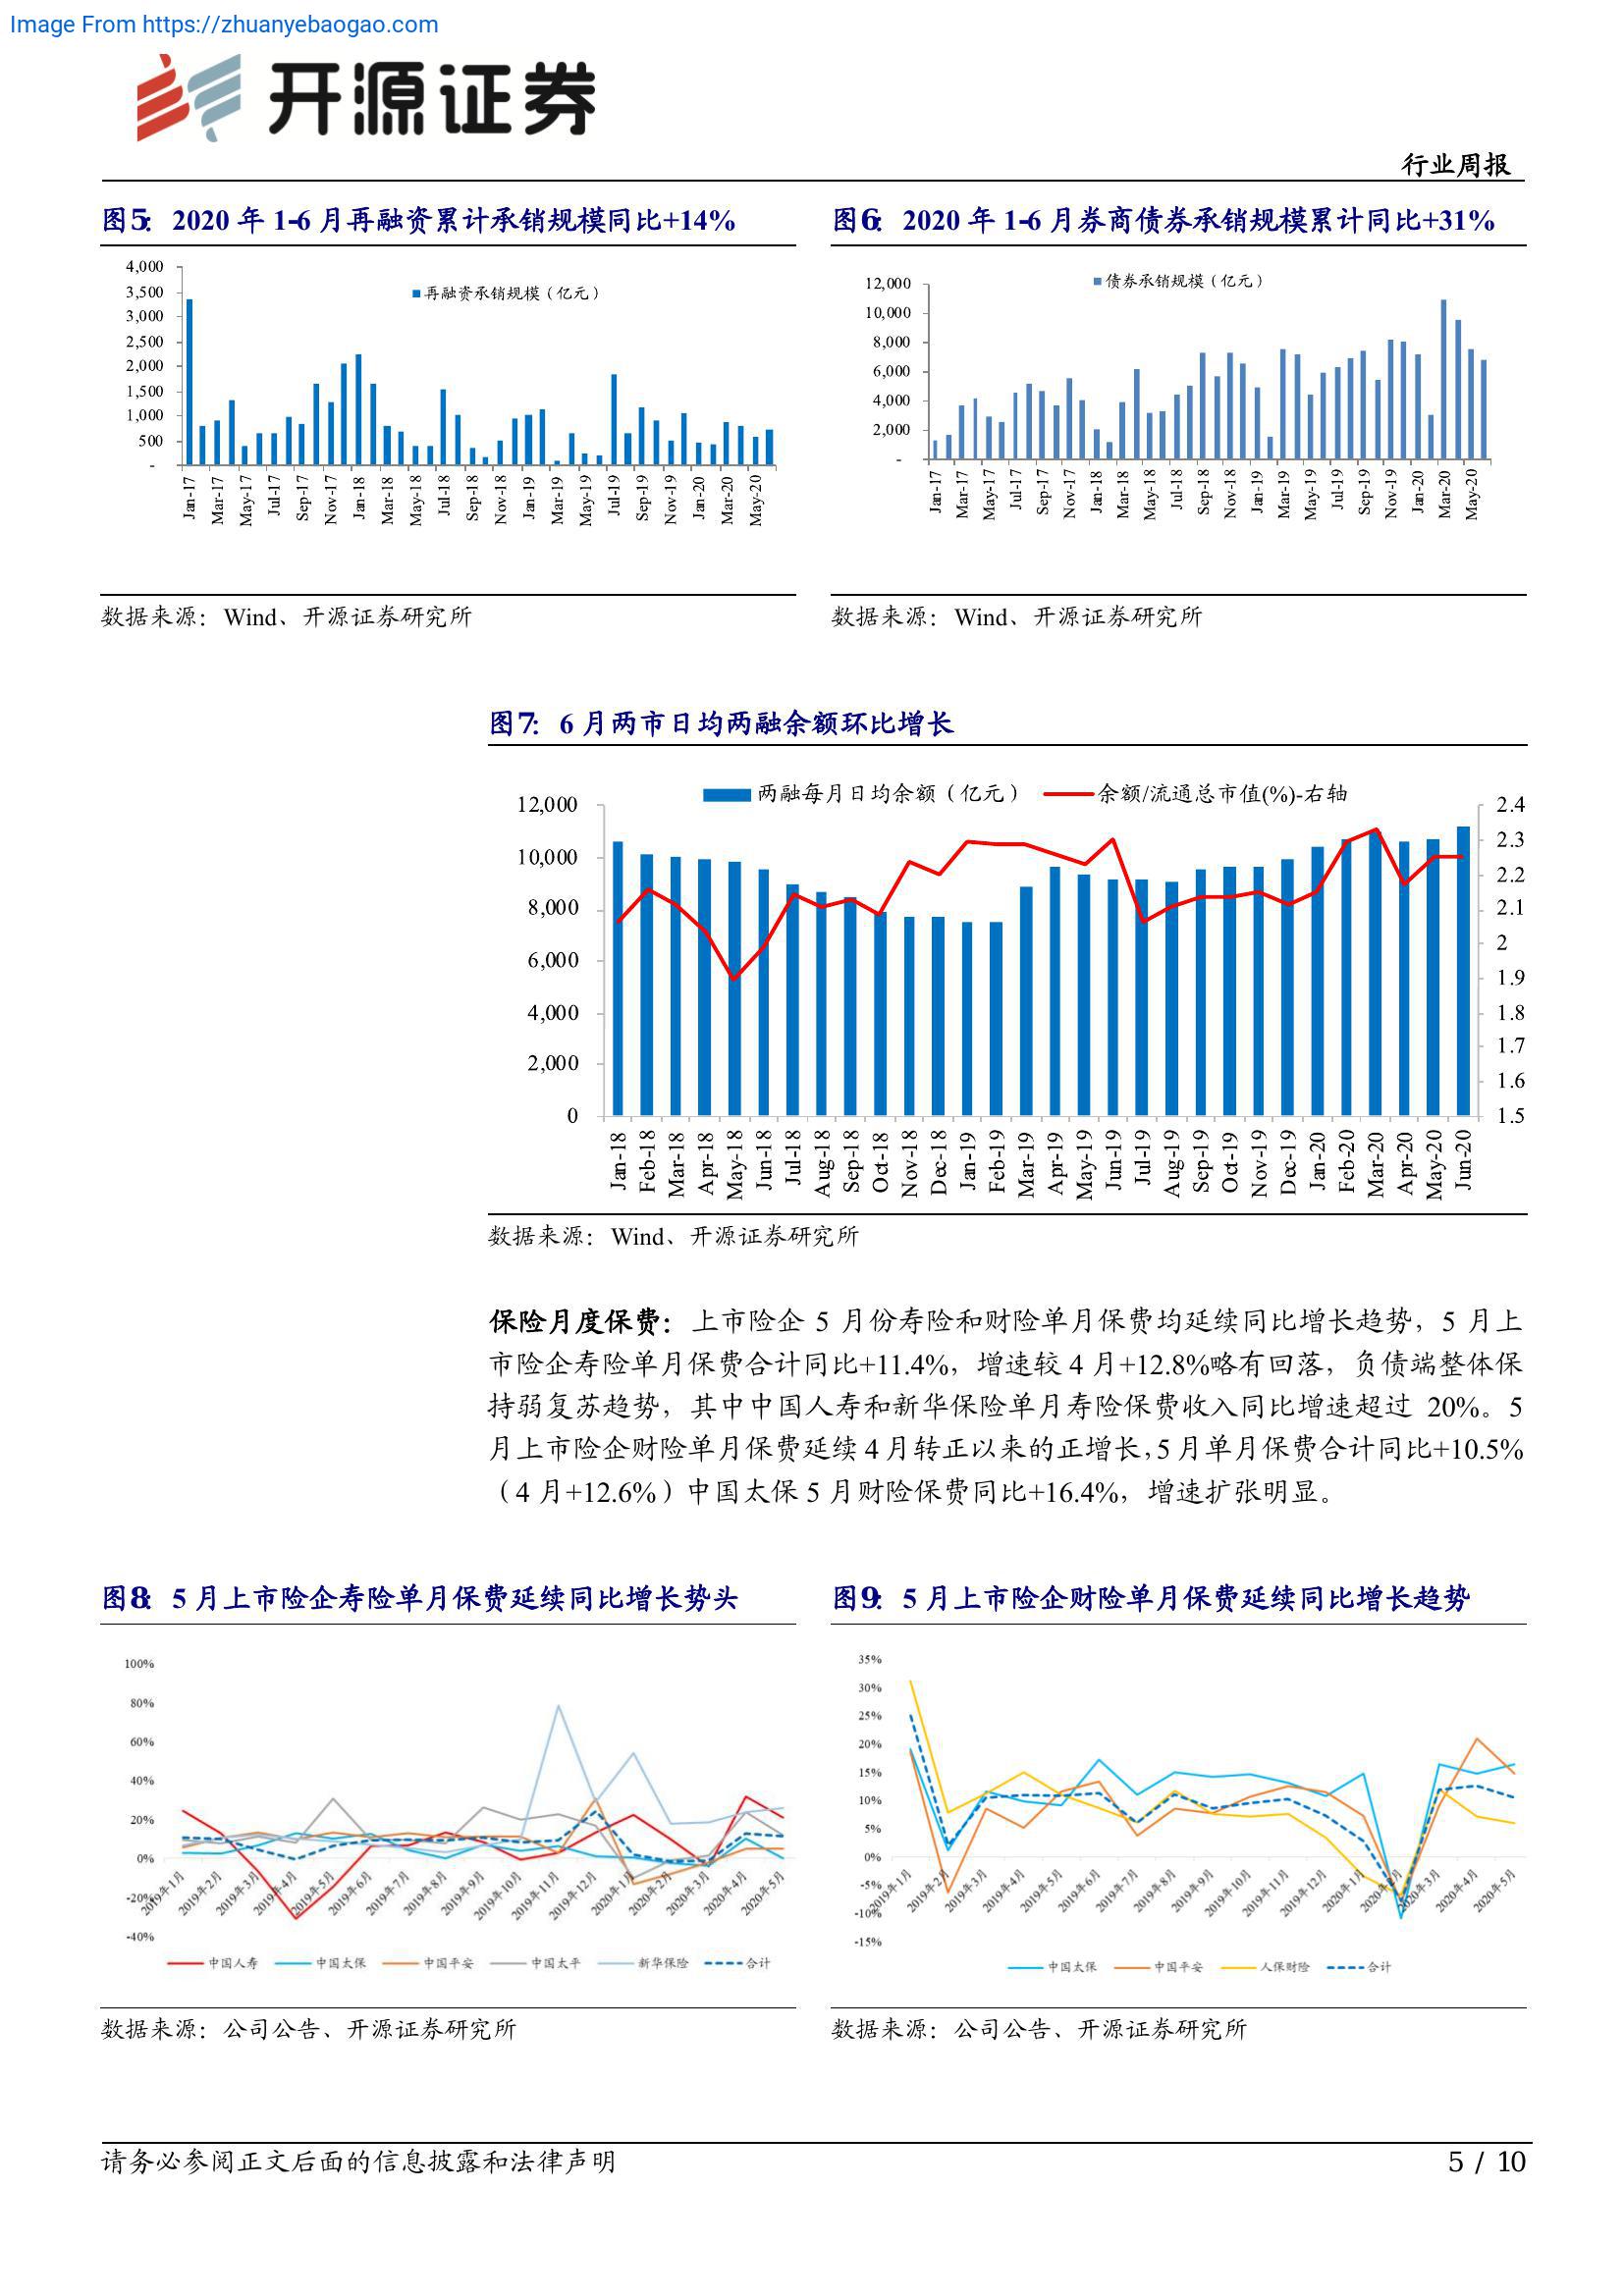 Image From https://zhuanyebaogao.com
开源证券
行业周报
图5： 2020 年 1-6 月再融资累计承销规模同比+14%
4,000
3,500
3,000
2,500
2,000
1,500
1,000
500
-
再融资承销规模（亿元）
Jan-17 Mar-17 May-17 Jul-17 Sep-17 Nov-17 Jan-18 Mar-18 May-18 Jul-18 Sep-18 Nov-18 Jan-19 Mar-19 May-19 Jul-19 Sep-19 Nov-19 Jan-20 Mar-20 May-20
数据来源：Wind、开源证券研究所
图6： 2020 年 1-6 月券商债券承销规模累计同比+31%
12,000
10,000
8,000
6,000
4,000
2,000
-
债券承销规模（亿元）
Jan-17 Mar-17 May-17 Jul-17 Sep-17 Nov-17 Jan-18 Mar-18 May-18 Jul-18 Sep-18 Nov-18 Jan-19 Mar-19 May-19 Jul-19 Sep-19 Nov-19 Jan-20 Mar-20 May-20
数据来源：Wind、开源证券研究所
图7： 6 月两市日均两融余额环比增长
两融每月日均余额（亿元） 余额/流通总市值(%)-右轴
12,000
10,000
8,000
6,000
4,000
2,000
0
2.4
2.3
2.2
2.1
2
1.9
1.8
1.7
1.6
1.5
Jan-18 Feb-18 Mar-18 Apr-18 May-18 Jun-18 Jul-18 Aug-18 Sep-18 Oct-18 Nov-18 Dec-18 Jan-19 Feb-19 Mar-19 Apr-19 May-19 Jun-19 Jul-19 Aug-19 Sep-19 Oct-19 Nov-19 Dec-19 Jan-20 Feb-20 Mar-20 Apr-20 May-20 Jun-20
数据来源：Wind、开源证券研究所
保险月度保费：上市险企 5 月份寿险和财险单月保费均延续同比增长趋势，5 月上
市险企寿险单月保费合计同比+11.4%，增速较 4 月+12.8%略有回落，负债端整体保
持弱复苏趋势，其中中国人寿和新华保险单月寿险保费收入同比增速超过 20%。5
月上市险企财险单月保费延续 4 月转正以来的正增长，5 月单月保费合计同比+10.5%
（4 月+12.6%）中国太保 5 月财险保费同比+16.4%，增速扩张明显。
图8： 5 月上市险企寿险单月保费延续同比增长势头
100%
80%
60%
40%
20%
0%
-20%
-40%
2019年1月 2019年2月 2019年3月 2019年4月 2019年5月 2019年6月 2019年7月 2019年8月 2019年9月 2019年10月 2019年11月 2019年12月 2020年1月 2020年2月 2020年3月 2020年4月 2020年5月
中国人寿 中国太保 中国平安 中国太平 新华保险 合计
数据来源：公司公告、开源证券研究所
图9： 5 月上市险企财险单月保费延续同比增长趋势
35%
30%
25%
20%
15%
10%
5%
0%
-5%
-10%
-15%
2019年1月 2019年2月 2019年3月 2019年4月 2019年5月 2019年6月 2019年7月 2019年8月 2019年9月 2019年10月 2019年11月 2019年12月 2020年1月 2020年2月 2020年3月 2020年4月 2020年5月
中国太保 中国平安 人保财险 合计
数据来源：公司公告、开源证券研究所
请务必参阅正文后面的信息披露和法律声明
5 / 10